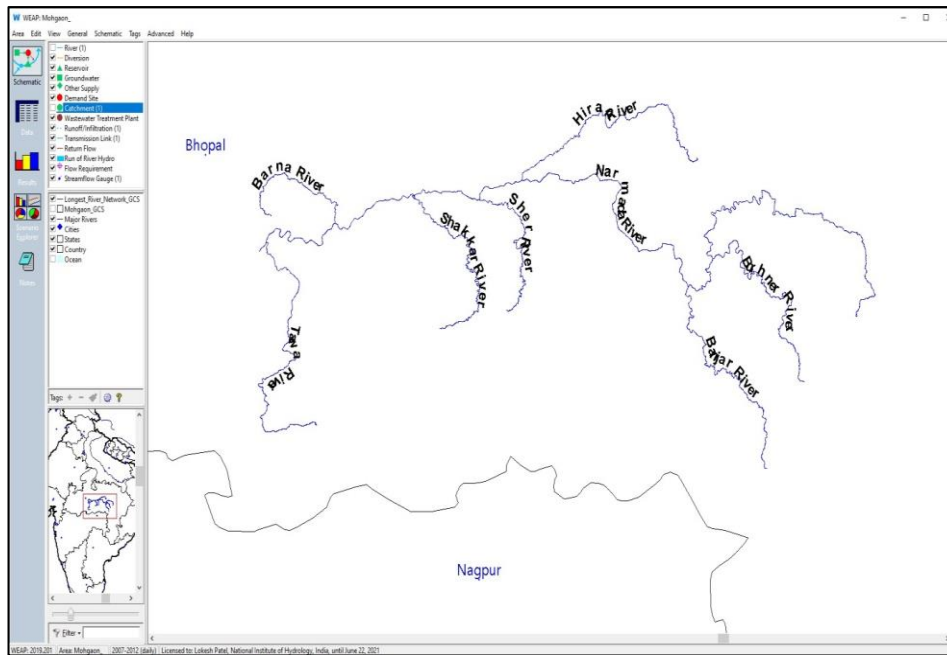 WEAP: Mohgaon_
Area Edit View General Schematic Tags Advanced Help
Schematic
Data
Results
Scenario
Explorer
Notes
River (1)
Diversion
Reservoir
Groundwater
Other Supply
Demand Site
Catchment (1)
Wastewater Treatment Plant
Runoff/Infiltration (1)
Transmission Link (1)
Return Flow
Run of River Hydro
Flow Requirement
Streamflow Gauge (1)
Longest_River_Network_GCS
Mohgaon_GCS
Major Rivers
Cities
States
Country
Ocean
Tags:
Filter
Bhopal
Barna River
Hira River
Narmada River
Sher River
Shakkar River
Burhner River
Banjar River
Tawa River
Nagpur
WEAP: 2019.201 Area: Mohgaon_ 2007-2012 (daily) Licensed to: Lokesh Patel, National Institute of Hydrology, India, until June 22, 2021